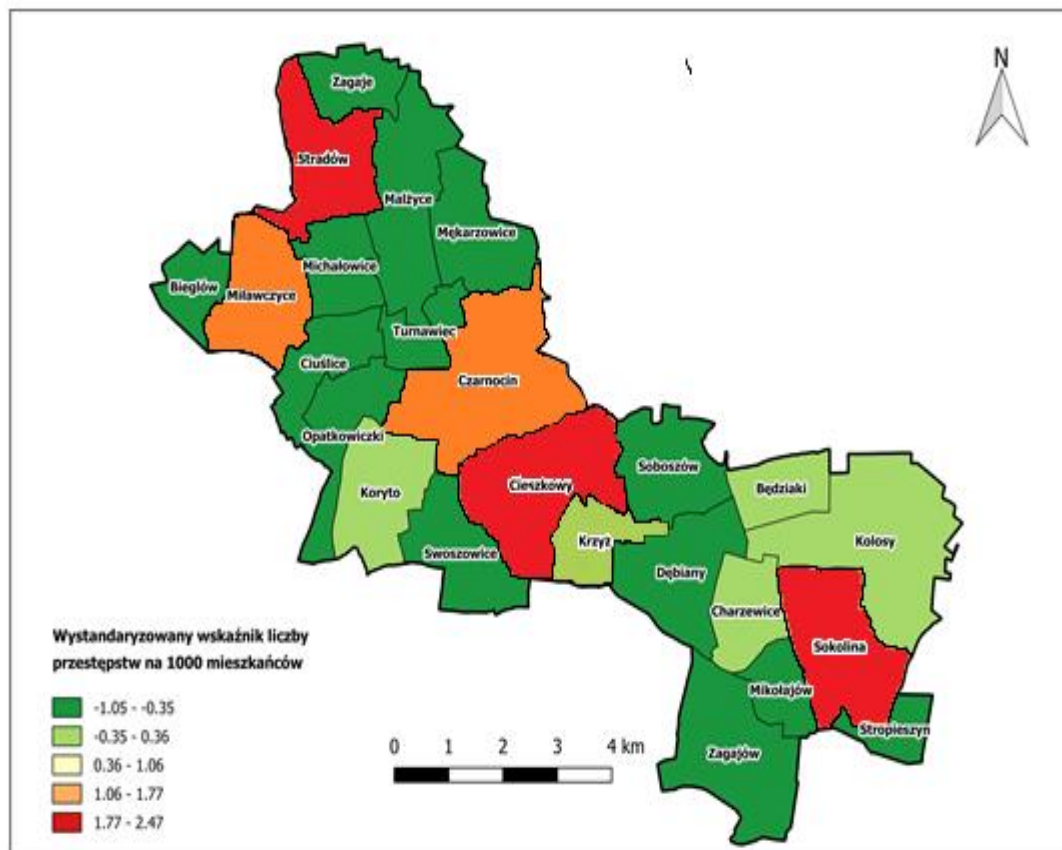 Zagaje
N
Stradów
Malżyce
Mękarzowice
Michałowice
Bieglów
Miławczyce
Turnawiec
Ciuślice
Czarnocin
Opatkowiczki
Soboszów
Koryto
Cieszkowy
Będziaki
Krzyż
Kolosy
Swoszowice
Dębiany
Charzewice
Sokolina
Mikołajów
Stropieszyn
Zagajów
Wystandaryzowany wskaźnik liczby
przestępstw na 1000 mieszkańców
-1.05 - -0.35
-0.35 - 0.36
0.36 - 1.06
1.06 - 1.77
1.77 - 2.47
0 1 2 3 4 km